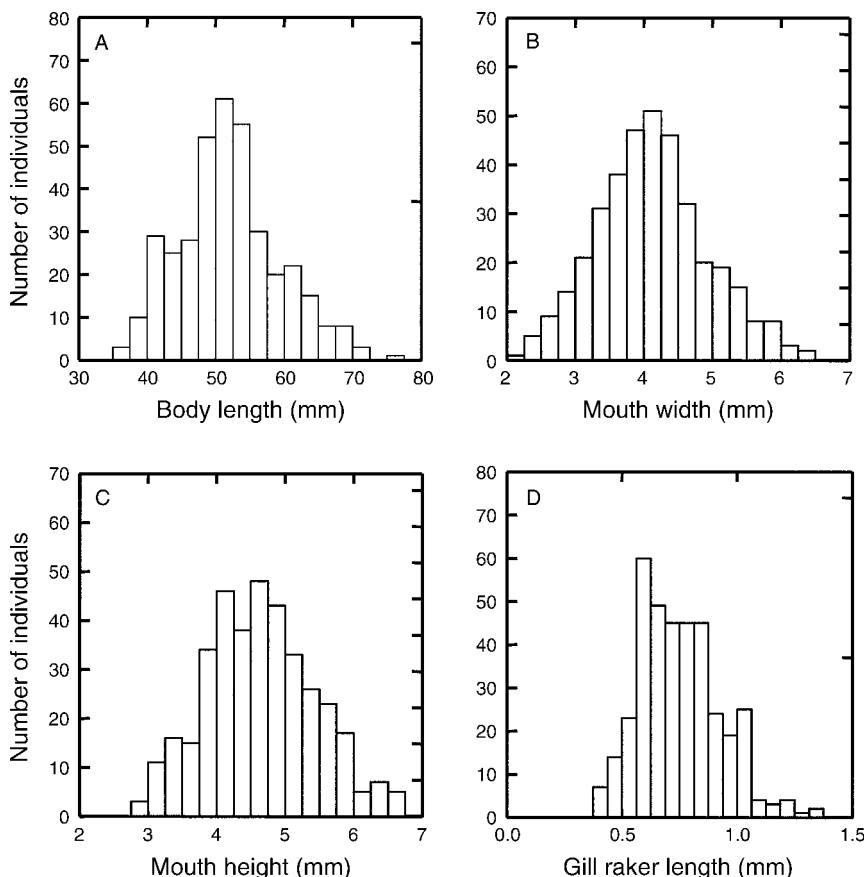 A
80
70
60
50
40
30
20
10
0
30 40 50 60 70 80
Body length (mm)
Number of individuals
B
70
60
50
40
30
20
10
0
2 3 4 5 6 7
Mouth width (mm)
C
70
60
50
40
30
20
10
0
2 3 4 5 6 7
Mouth height (mm)
Number of individuals
D
80
70
60
50
40
30
20
10
0
0.0 0.5 1.0 1.5
Gill raker length (mm)